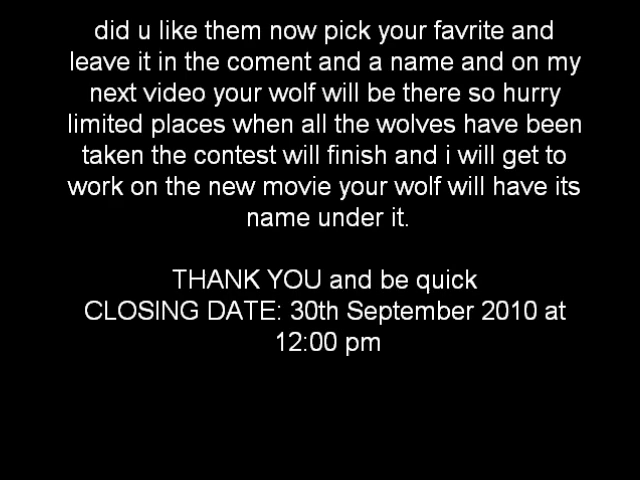 did u like them now pick your favrite and
leave it in the coment and a name and on my
next video your wolf will be there so hurry
limited places when all the wolves have been
taken the contest will finish and i will get to
work on the new movie your wolf will have its
name under it.
THANK YOU and be quick
CLOSING DATE: 30th September 2010 at
12:00 pm